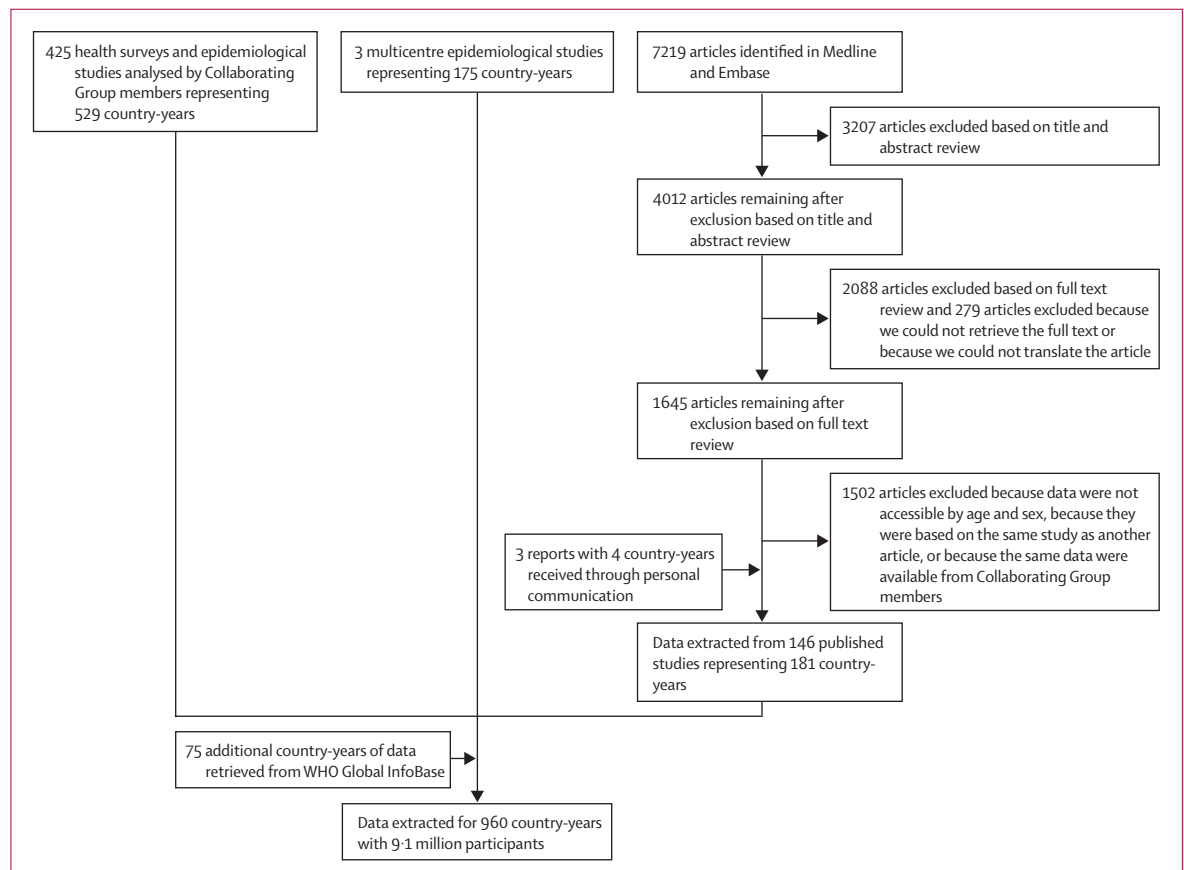 425 health surveys and epidemiological
studies analysed by Collaborating
Group members representing
529 country-years
3 multicentre epidemiological studies
representing 175 country-years
7219 articles identified in Medline
and Embase
3207 articles excluded based on title and
abstract review
4012 articles remaining after
exclusion based on title and
abstract review
2088 articles excluded based on full text
review and 279 articles excluded because
we could not retrieve the full text or
because we could not translate the article
1645 articles remaining after
exclusion based on full text
review
1502 articles excluded because data were not
accessible by age and sex, because they
were based on the same study as another
article, or because the same data were
available from Collaborating Group
members
3 reports with 4 country-years
received through personal
communication
Data extracted from 146 published
studies representing 181 country-
years
75 additional country-years of data
retrieved from WHO Global InfoBase
Data extracted for 960 country-years
with 9·1 million participants